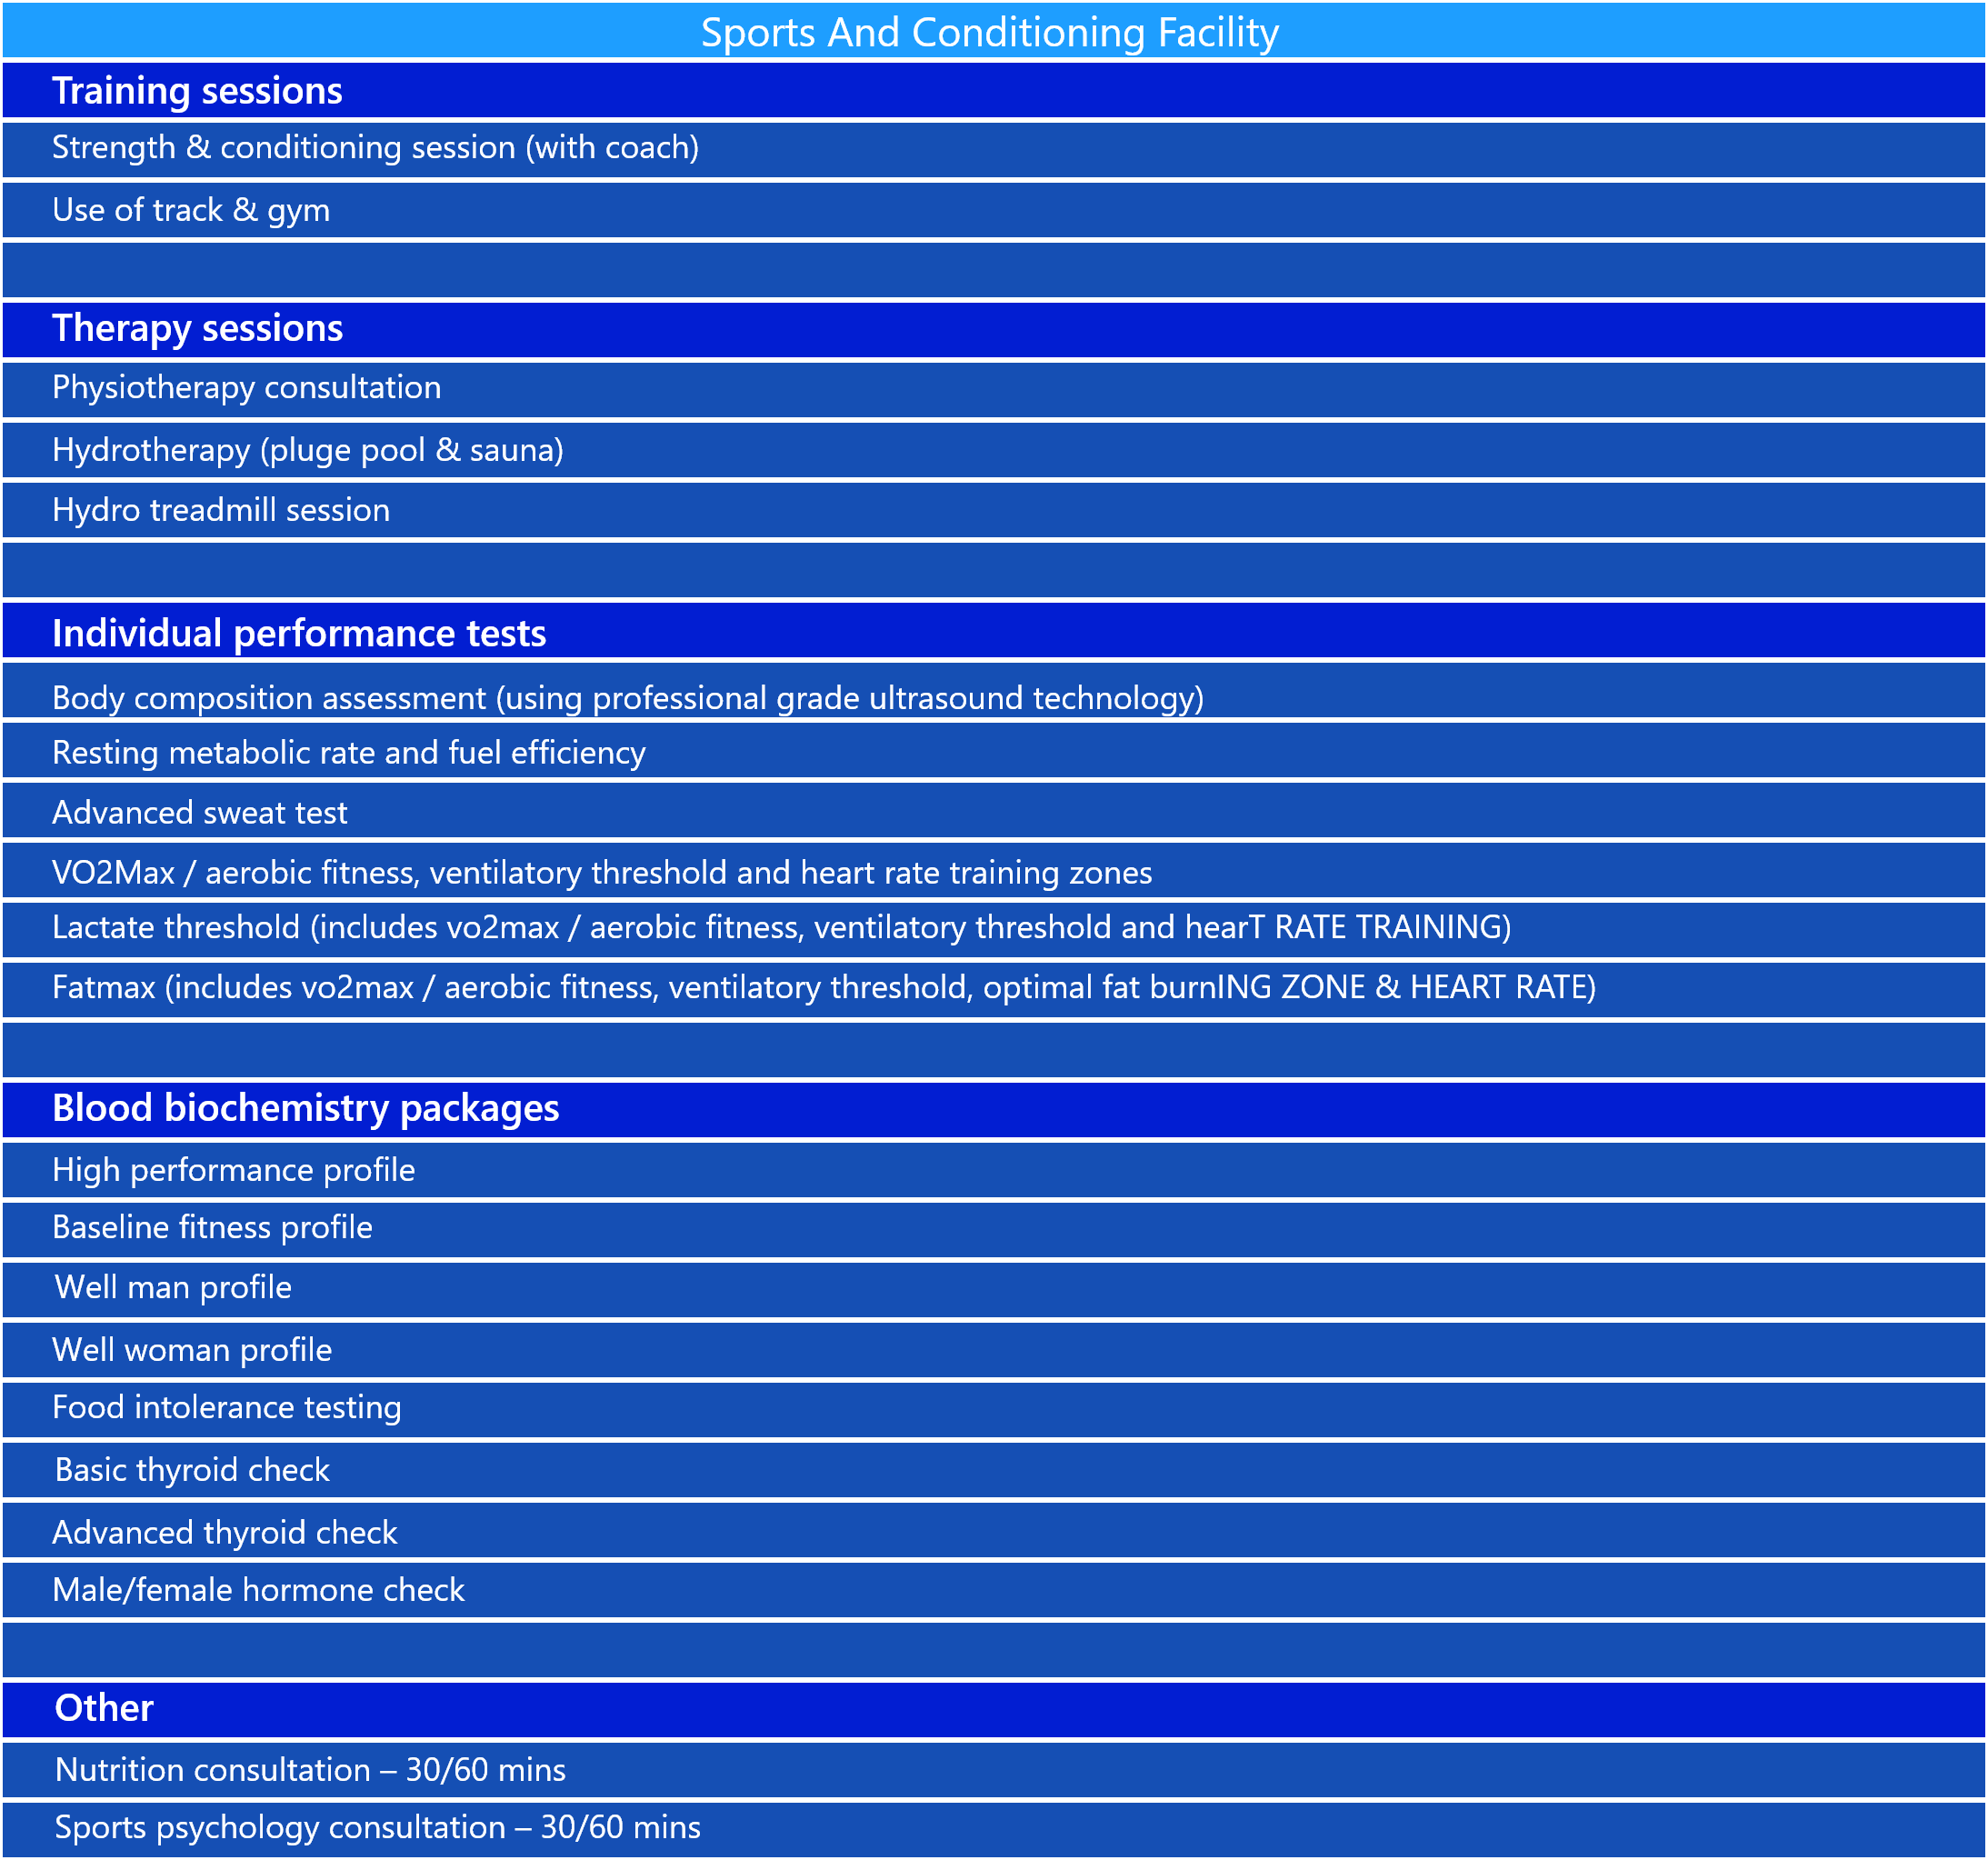 Sports And Conditioning Facility
Training sessions
Strength & conditioning session (with coach)
Use of track & gym
Therapy sessions
Physiotherapy consultation
Hydrotherapy (pluge pool & sauna)
Hydro treadmill session
Individual performance tests
Body composition assessment (using professional grade ultrasound technology)
Resting metabolic rate and fuel efficiency
Advanced sweat test
VO2Max / aerobic fitness, ventilatory threshold and heart rate training zones
Lactate threshold (includes vo2max / aerobic fitness, ventilatory threshold and hearT RATE TRAINING)
Fatmax (includes vo2max / aerobic fitness, ventilatory threshold, optimal fat burnING ZONE & HEART RATE)
Blood biochemistry packages
High performance profile
Baseline fitness profile
Well man profile
Well woman profile
Food intolerance testing
Basic thyroid check
Advanced thyroid check
Male/female hormone check
Other
Nutrition consultation – 30/60 mins
Sports psychology consultation – 30/60 mins